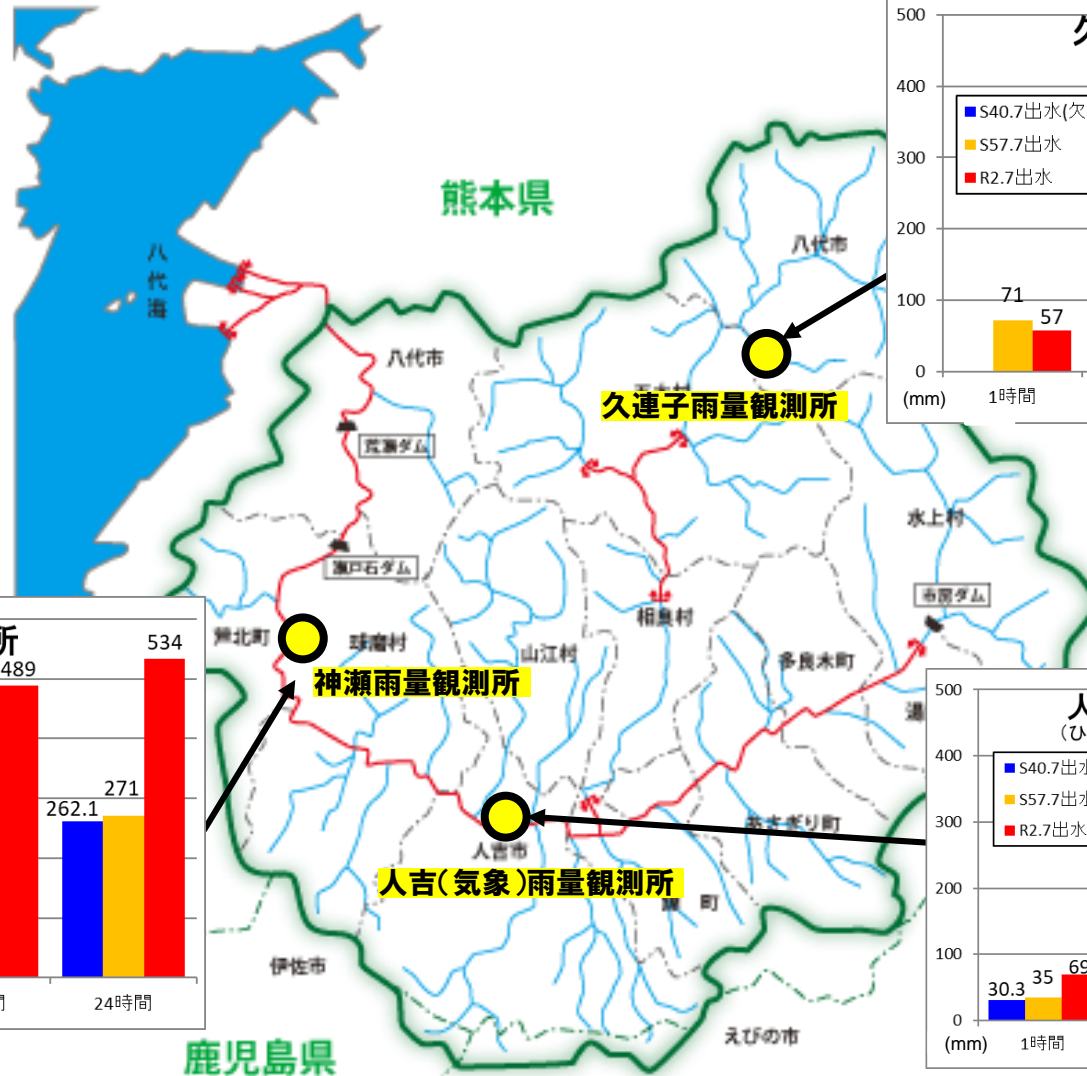 500
久
400
S40.7出水(欠
300
S57.7出水
R2.7出水
200
100
71
57
0
(mm)
1時間
熊本県
八代海
八代市
八代市
久連子雨量観測所
荒瀬ダム
水上村
瀬戸石ダム
市房ダム
相良村
芦北町
球磨村
山江村
多良木町
神瀬雨量観測所
所
489
534
262.1
271
24時間
500
人
(ひ
400
S40.7出水
S57.7出水
300
R2.7出水
200
100
30.3
35
69
0
(mm)
1時間
あさぎり町
人吉市
人吉(気象)雨量観測所
町
伊佐市
えびの市
鹿児島県